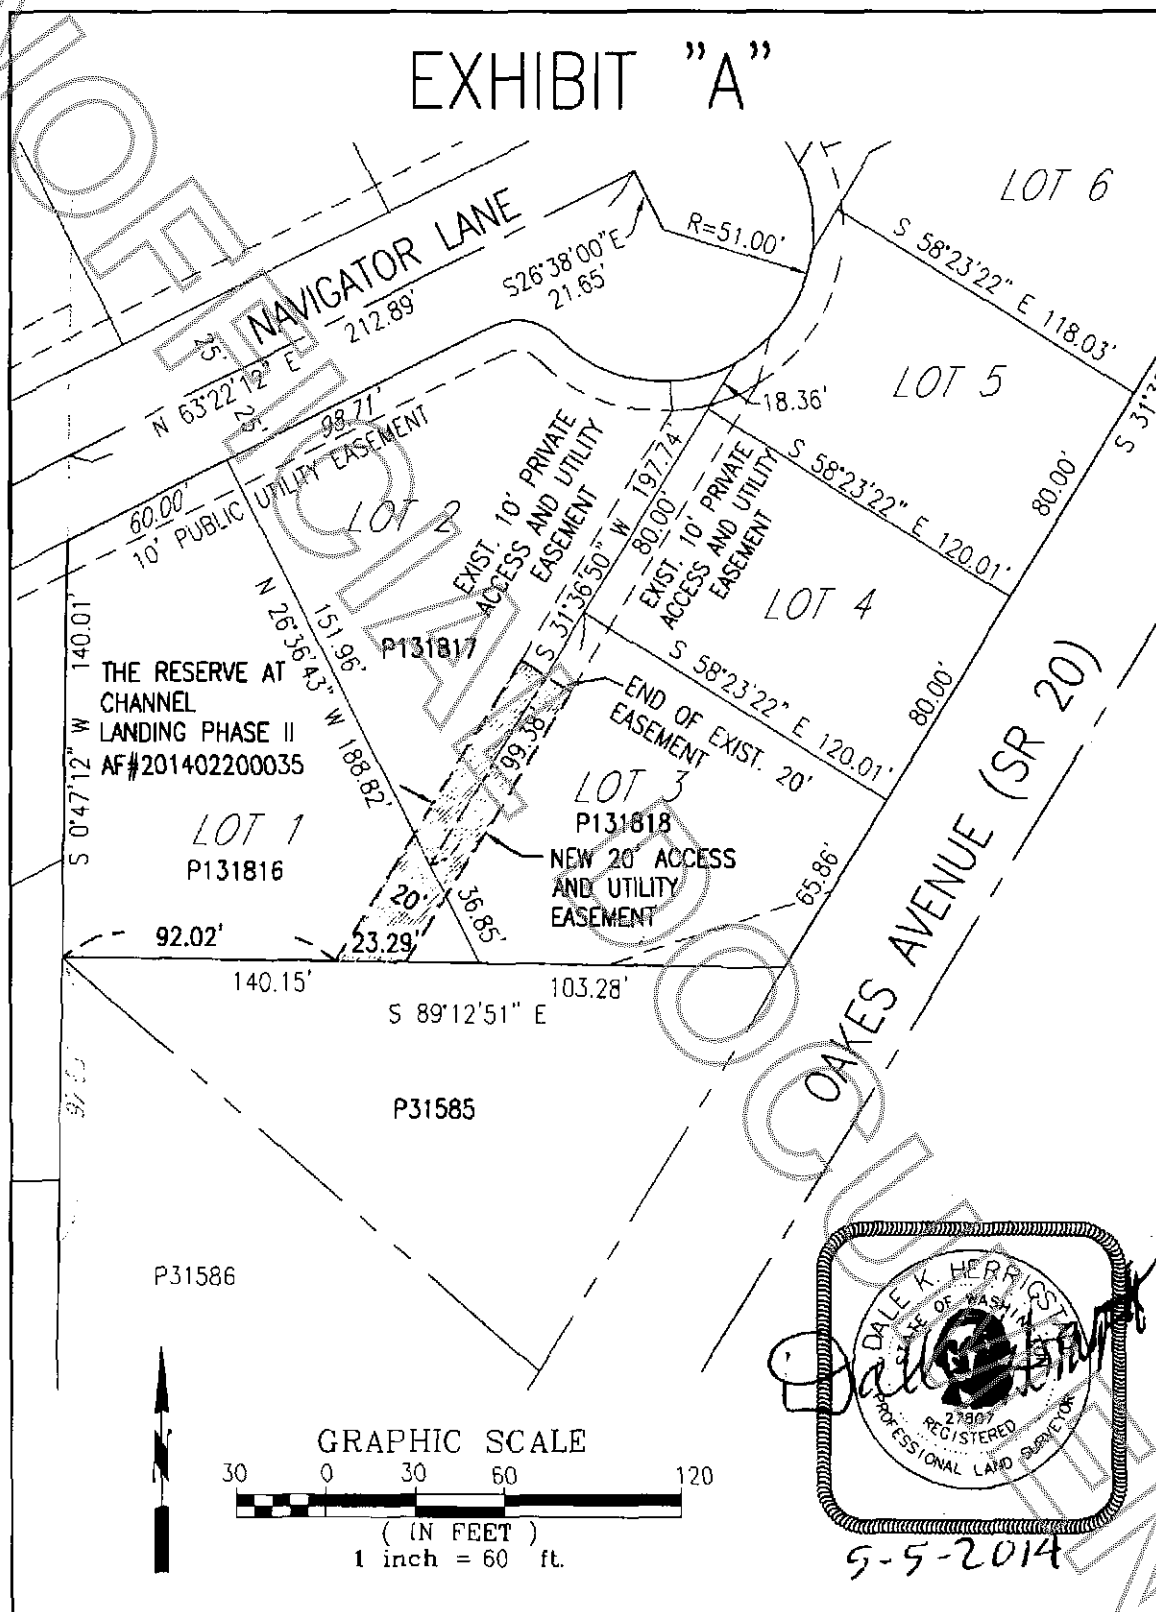 EXHIBIT "A"
LOT 6
NAVIGATOR LANE
R=51.00'
S 58°23'22" E 118.03'
S26°38'00"E
21.65'
212.89'
25'
N 63°22'12" E
25'
LOT 5
18.36'
S 31°3
98.71'
60.00'
10' PUBLIC UTILITY EASEMENT
LOT 2
EXIST. 10' PRIVATE
ACCESS AND UTILITY
EASEMENT
S 31°36'50" W 197.74'
80.00'
EXIST. 10' PRIVATE
ACCESS AND UTILITY
EASEMENT
S 58°23'22" E 120.01'
80.00'
LOT 4
140.01'
S 0°47'12" W
151.96'
N 26°36'43" W 188.82'
P131817
THE RESERVE AT
CHANNEL
LANDING PHASE II
AF#201402200035
S 58°23'22" E 120.01'
80.00'
END OF EXIST. 20'
EASEMENT
99.38'
LOT 3
P131818
LOT 1
P131816
NEW 20' ACCESS
AND UTILITY
EASEMENT
65.86'
36.85'
20'
92.02'
23.29'
140.15'
103.28'
S 89°12'51" E
OAKES AVENUE (SR 20)
P31585
P31586
GRAPHIC SCALE
30 0 30 60 120
( IN FEET )
1 inch = 60 ft.
DALE K. HERRIGST
STATE OF WASHIN
27807
REGISTERED
PROFESSIONAL LAND SURVEYOR
5-5-2014
UNOFFICIAL DOCUMEN